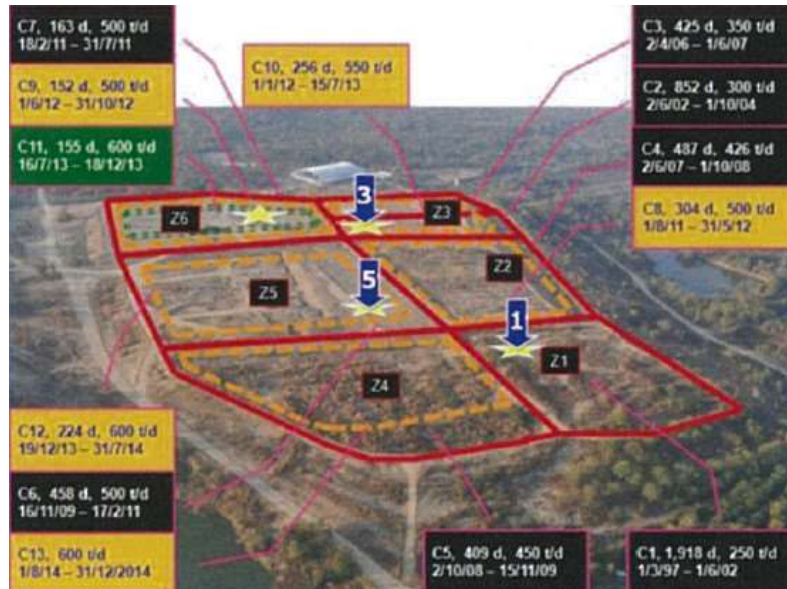 C7, 163 d, 500 t/d
18/2/11 – 31/7/11
C9, 152 d, 500 t/d
1/6/12 – 31/10/12
C11, 155 d, 600 t/d
16/7/13 – 18/12/13
C10, 256 d, 550 t/d
1/1/12 – 15/7/13
C3, 425 d, 350 t/d
2/4/06 – 1/6/07
C2, 852 d, 300 t/d
2/6/02 – 1/10/04
C4, 487 d, 426 t/d
2/6/07 – 1/10/08
C8, 304 d, 500 t/d
1/8/11 – 31/5/12
Z6
3
Z3
Z5
5
Z2
1
Z1
Z4
C12, 224 d, 600 t/d
19/12/13 – 31/7/14
C6, 458 d, 500 t/d
16/11/09 – 17/2/11
C13, 600 t/d
1/8/14 – 31/12/2014
C5, 409 d, 450 t/d
2/10/08 – 15/11/09
C1, 1,918 d, 250 t/d
1/3/97 – 1/6/02